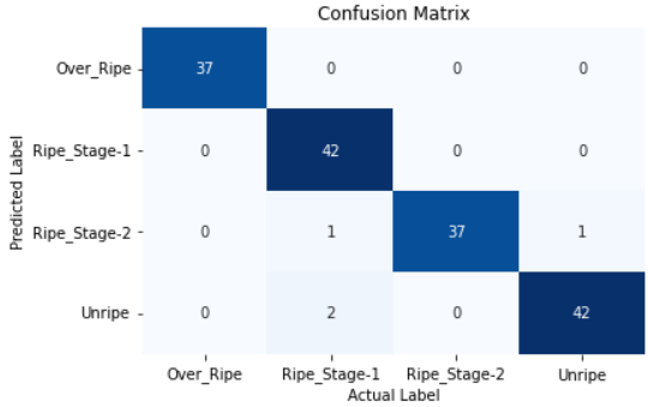 Confusion Matrix
Predicted Label
Over_Ripe 37 0 0 0
Ripe_Stage-1 0 42 0 0
Ripe_Stage-2 0 1 37 1
Unripe 0 2 0 42
Over_Ripe Ripe_Stage-1 Ripe_Stage-2 Unripe
Actual Label